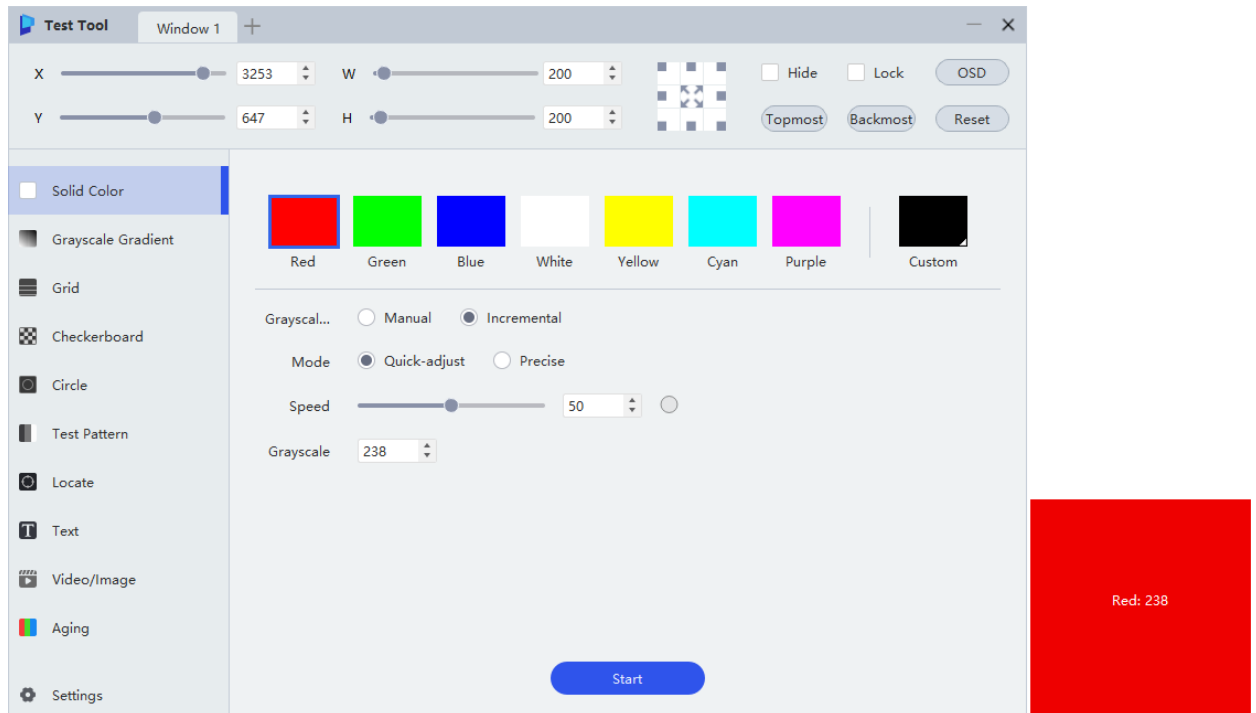 Test Tool Window 1
X 3253 W 200 Hide Lock OSD
Y 647 H 200 Topmost Backmost Reset
Solid Color
Grayscale Gradient
Grid
Checkerboard
Circle
Test Pattern
Locate
Text
Video/Image
Aging
Settings
Red Green Blue White Yellow Cyan Purple Custom
Grayscal... Manual Incremental
Mode Quick-adjust Precise
Speed 50
Grayscale 238
Start
Red: 238